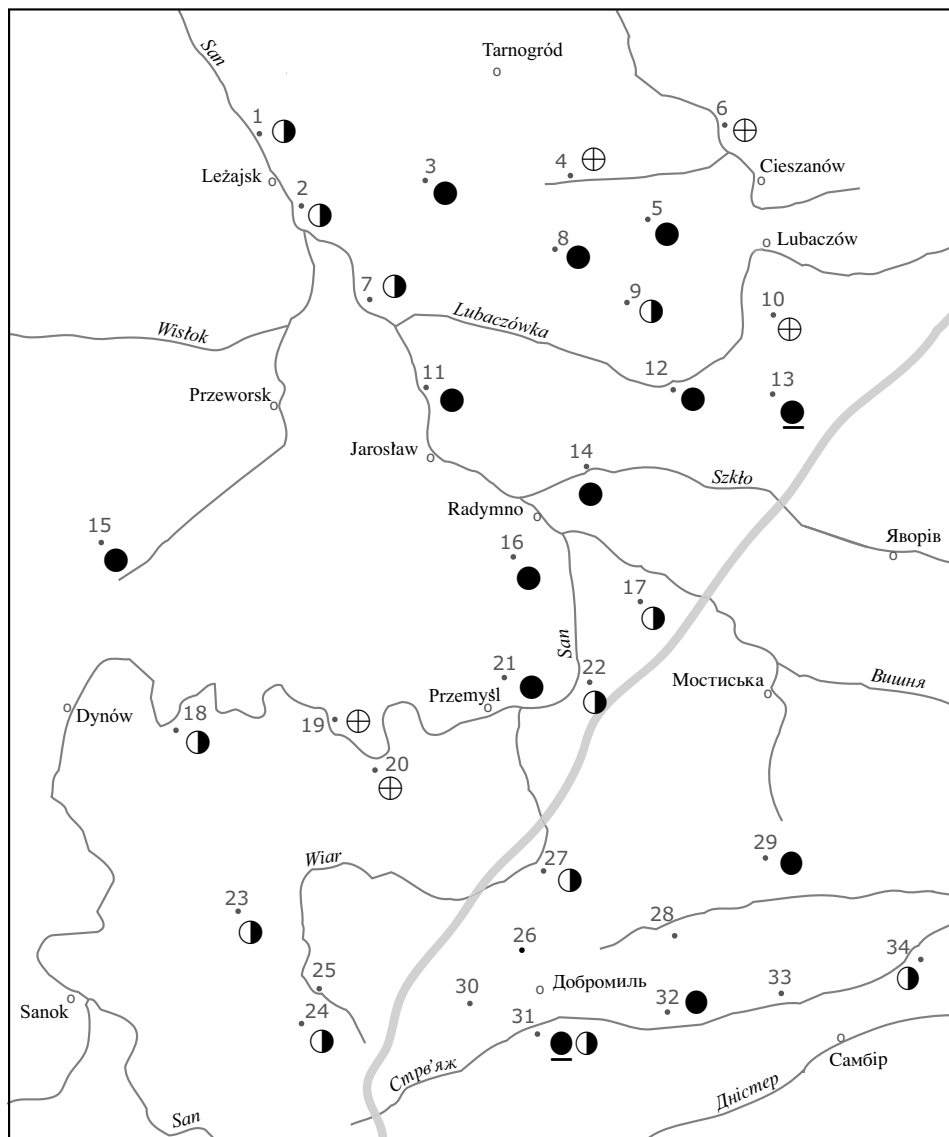 San
Tarnogród
1
6
Leżajsk
3
4
Cieszanów
2
5
8
Lubaczów
7
9
10
Wisłok
Lubaczówka
Przeworsk
11
12
13
Jarosław
14
Szkło
Radymno
15
16
Яворів
17
San
21
22
Мостиська
Вишня
Dynów
18
19
Przemyśl
20
Wiar
27
29
23
26
28
34
25
Добромиль
33
Sanok
24
30
32
31
Стрв'яж
Самбір
Дністер
San